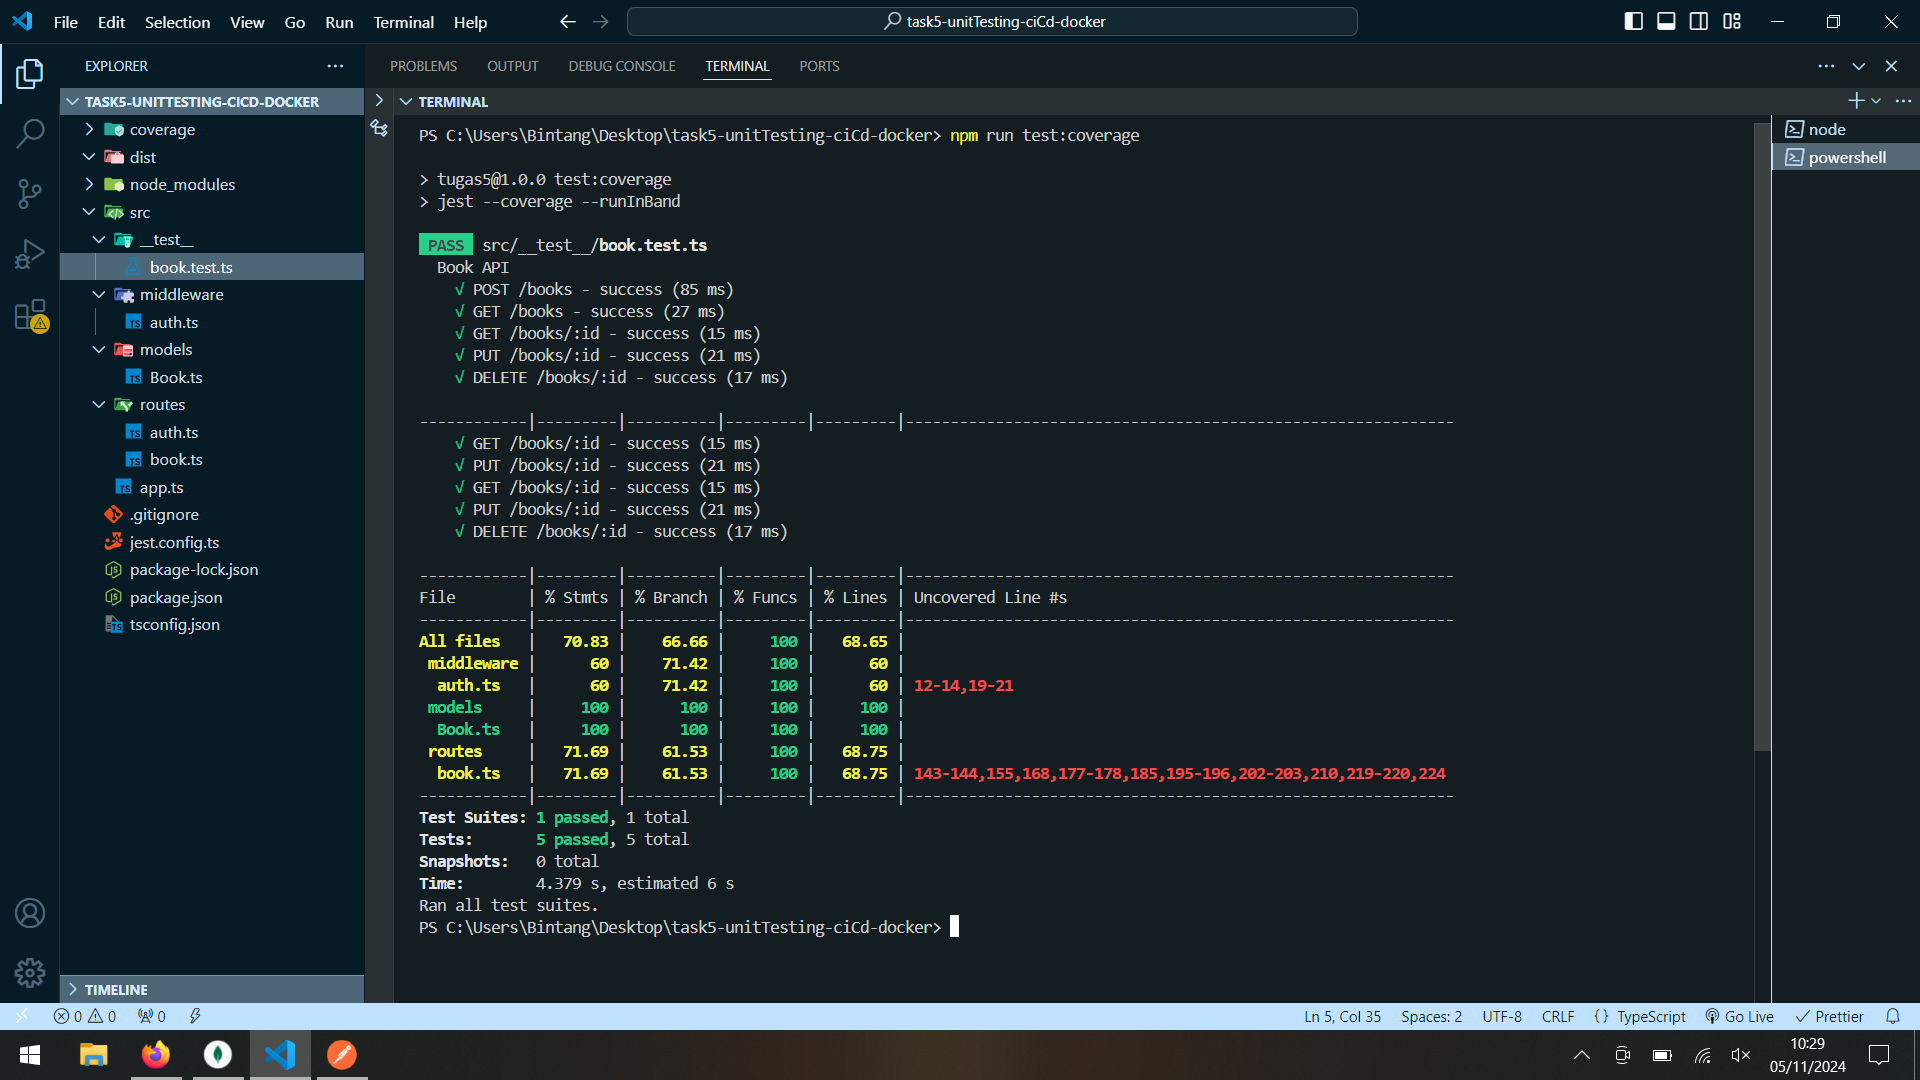 File Edit Selection View Go Run Terminal Help
task5-unitTesting-ciCd-docker
EXPLORER
TASK5-UNITTESTING-CICD-DOCKER
coverage
dist
node_modules
src
__test__
book.test.ts
middleware
auth.ts
models
Book.ts
routes
auth.ts
book.ts
app.ts
.gitignore
jest.config.ts
package-lock.json
package.json
tsconfig.json
TIMELINE
PROBLEMS OUTPUT DEBUG CONSOLE TERMINAL PORTS
TERMINAL
PS C:\Users\Bintang\Desktop\task5-unitTesting-ciCd-docker> npm run test:coverage
> tugas5@1.0.0 test:coverage
> jest --coverage --runInBand
PASS src/__test__/book.test.ts
Book API
√ POST /books - success (85 ms)
√ GET /books - success (27 ms)
√ GET /books/:id - success (15 ms)
√ PUT /books/:id - success (21 ms)
√ DELETE /books/:id - success (17 ms)
------------|---------|----------|---------|---------|-------------------------------------------------------------
√ GET /books/:id - success (15 ms)
√ PUT /books/:id - success (21 ms)
√ GET /books/:id - success (15 ms)
√ PUT /books/:id - success (21 ms)
√ DELETE /books/:id - success (17 ms)
------------|---------|----------|---------|---------|-------------------------------------------------------------
File | % Stmts | % Branch | % Funcs | % Lines | Uncovered Line #s
------------|---------|----------|---------|---------|-------------------------------------------------------------
All files | 70.83 | 66.66 | 100 | 68.65 |
middleware | 60 | 71.42 | 100 | 60 |
auth.ts | 60 | 71.42 | 100 | 60 | 12-14,19-21
models | 100 | 100 | 100 | 100 |
Book.ts | 100 | 100 | 100 | 100 |
routes | 71.69 | 61.53 | 100 | 68.75 |
book.ts | 71.69 | 61.53 | 100 | 68.75 | 143-144,155,168,177-178,185,195-196,202-203,210,219-220,224
------------|---------|----------|---------|---------|-------------------------------------------------------------
Test Suites: 1 passed, 1 total
Tests: 5 passed, 5 total
Snapshots: 0 total
Time: 4.379 s, estimated 6 s
Ran all test suites.
PS C:\Users\Bintang\Desktop\task5-unitTesting-ciCd-docker>
node
powershell
0 0 0
Ln 5, Col 35 Spaces: 2 UTF-8 CRLF {} TypeScript Go Live Prettier
10:29
05/11/2024